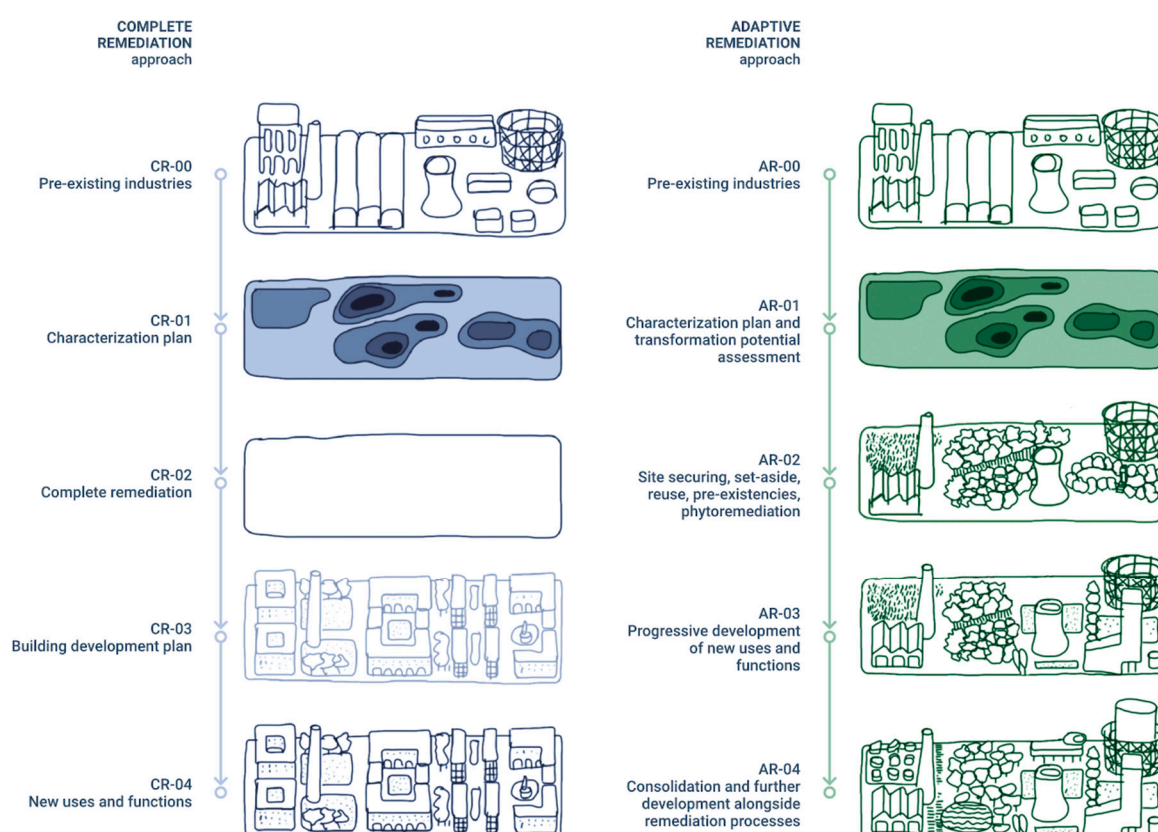 COMPLETE
REMEDIATION
approach
CR-00
Pre-existing industries
CR-01
Characterization plan
CR-02
Complete remediation
CR-03
Building development plan
CR-04
New uses and functions
ADAPTIVE
REMEDIATION
approach
AR-00
Pre-existing industries
AR-01
Characterization plan and
transformation potential
assessment
AR-02
Site securing, set-aside,
reuse, pre-existencies,
phytoremediation
AR-03
Progressive development
of new uses and
functions
AR-04
Consolidation and further
development alongside
remediation processes